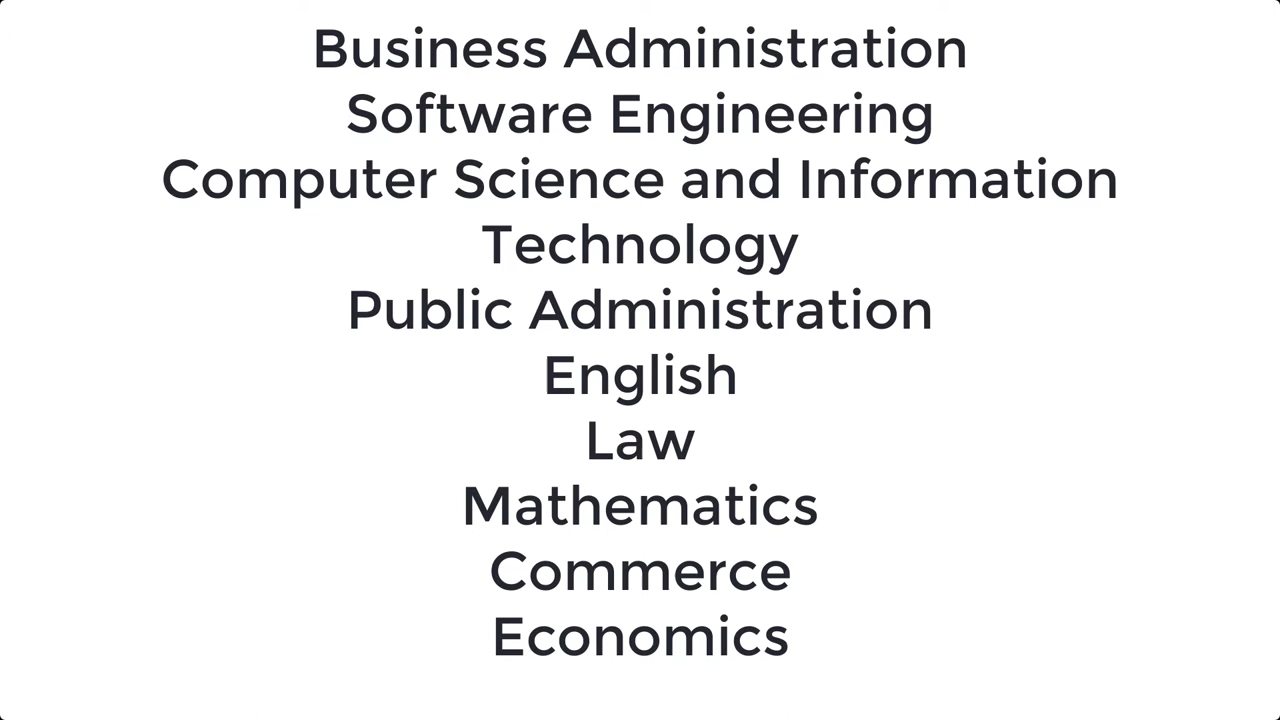 Business Administration
Software Engineering
Computer Science and Information
Technology
Public Administration
English
Law
Mathematics
Commerce
Economics